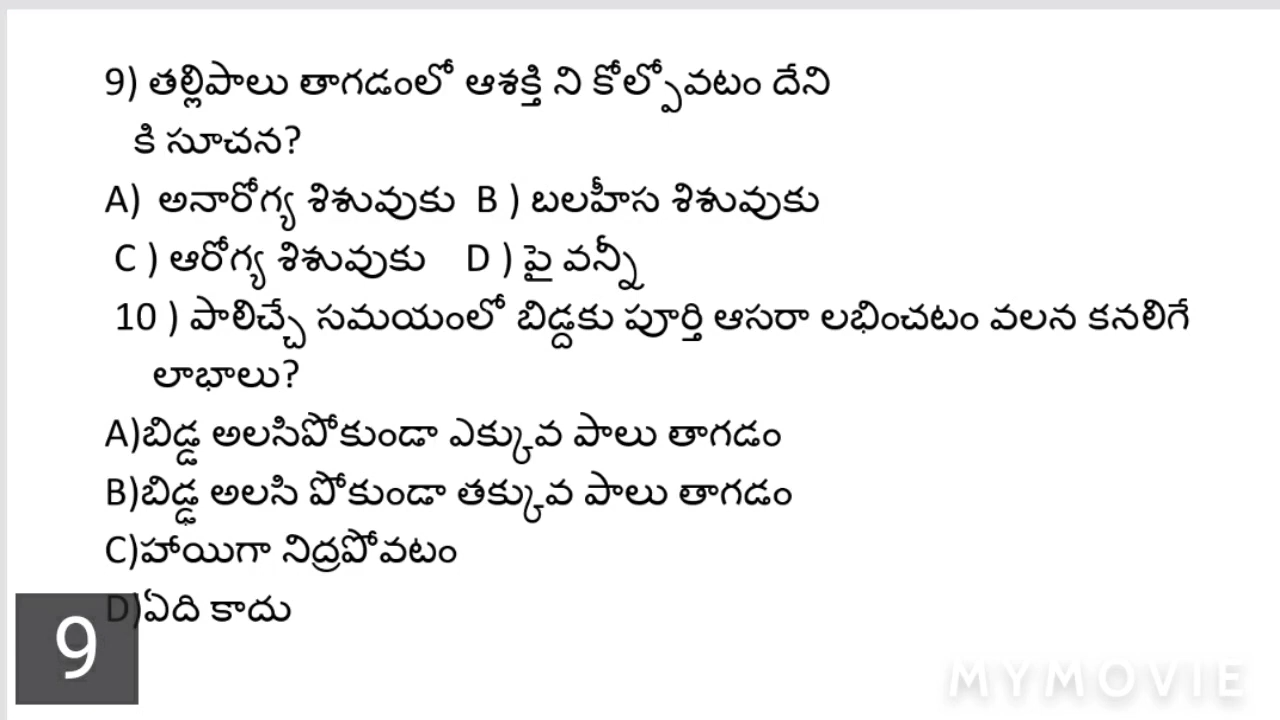 9) తల్లిపాలు తాగడంలో ఆశక్తి ని కోల్పోవటం దేని
కి సూచన?
A) అనారోగ్య శిశువుకు B ) బలహీస శిశువుకు
C ) ఆరోగ్య శిశువుకు D ) పై వన్నీ
10 ) పాలిచ్చే సమయంలో బిడ్డకు పూర్తి ఆసరా లభించటం వలన కనలిగే
లాభాలు?
A)బిడ్డ అలసిపోకుండా ఎక్కువ పాలు తాగడం
B)బిడ్డ అలసి పోకుండా తక్కువ పాలు తాగడం
C)హాయిగా నిద్రపోవటం
D)ఏది కాదు
9
MYMOVIE